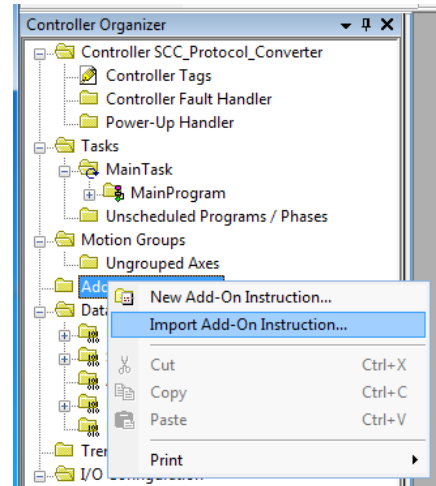 Controller Organizer
Controller SCC_Protocol_Converter
Controller Tags
Controller Fault Handler
Power-Up Handler
Tasks
MainTask
MainProgram
Unscheduled Programs / Phases
Motion Groups
Ungrouped Axes
Add
New Add-On Instruction...
Data
Import Add-On Instruction...
Cut Ctrl+X
Copy Ctrl+C
Paste Ctrl+V
Print
I/O Configuration